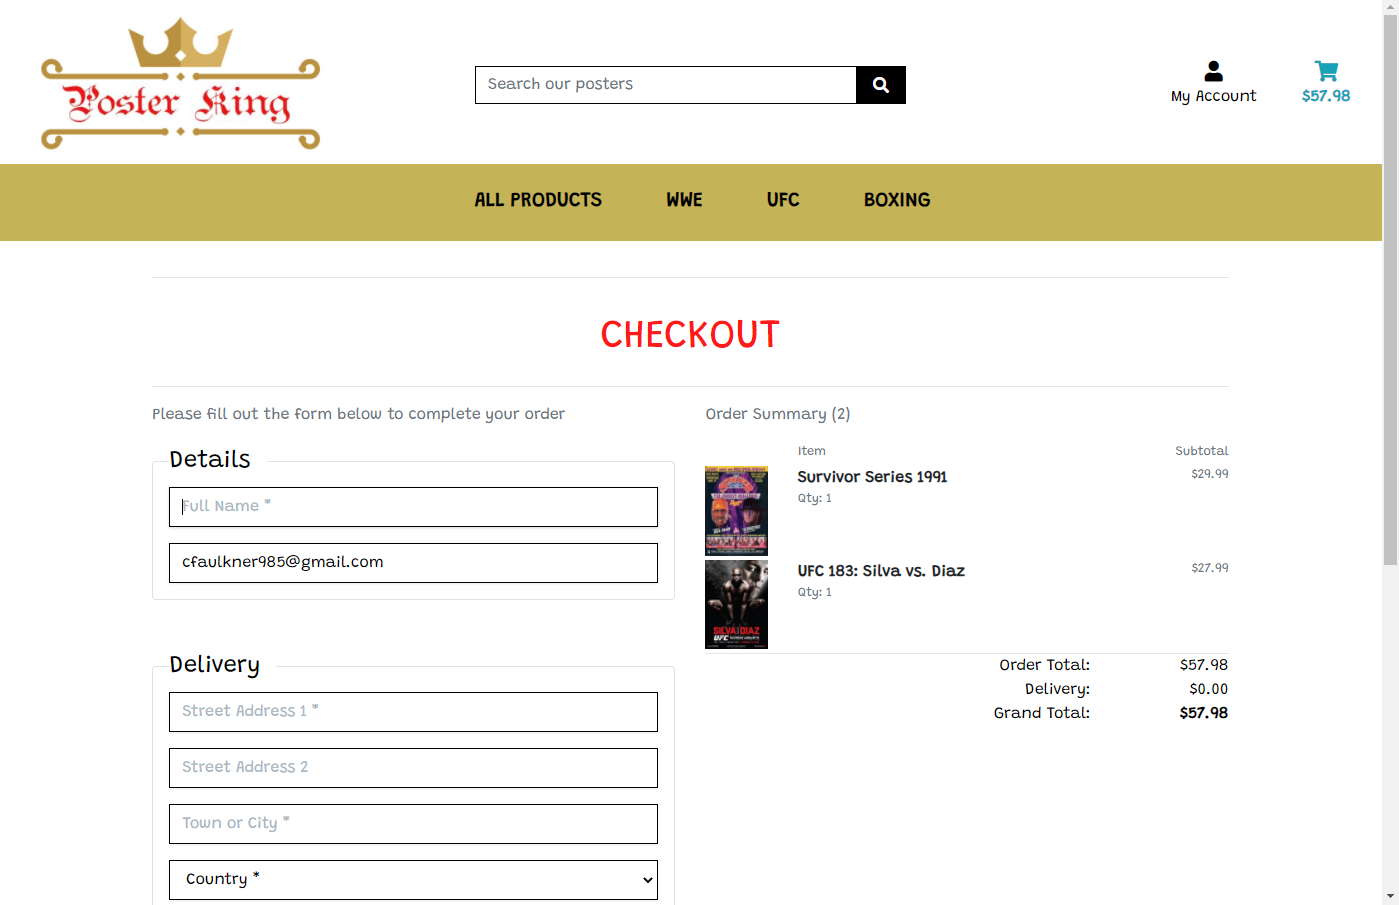 Poster King
Search our posters
My Account
$57.98
ALL PRODUCTS
WWE
UFC
BOXING
CHECKOUT
Please fill out the form below to complete your order
Details
Full Name *
cfaulkner985@gmail.com
Delivery
Street Address 1 *
Street Address 2
Town or City *
Country *
Order Summary (2)
Item Subtotal
Survivor Series 1991 $29.99
Qty: 1
UFC 183: Silva vs. Diaz $27.99
Qty: 1
SILVA DIAZ
UFC
Order Total: $57.98
Delivery: $0.00
Grand Total: $57.98